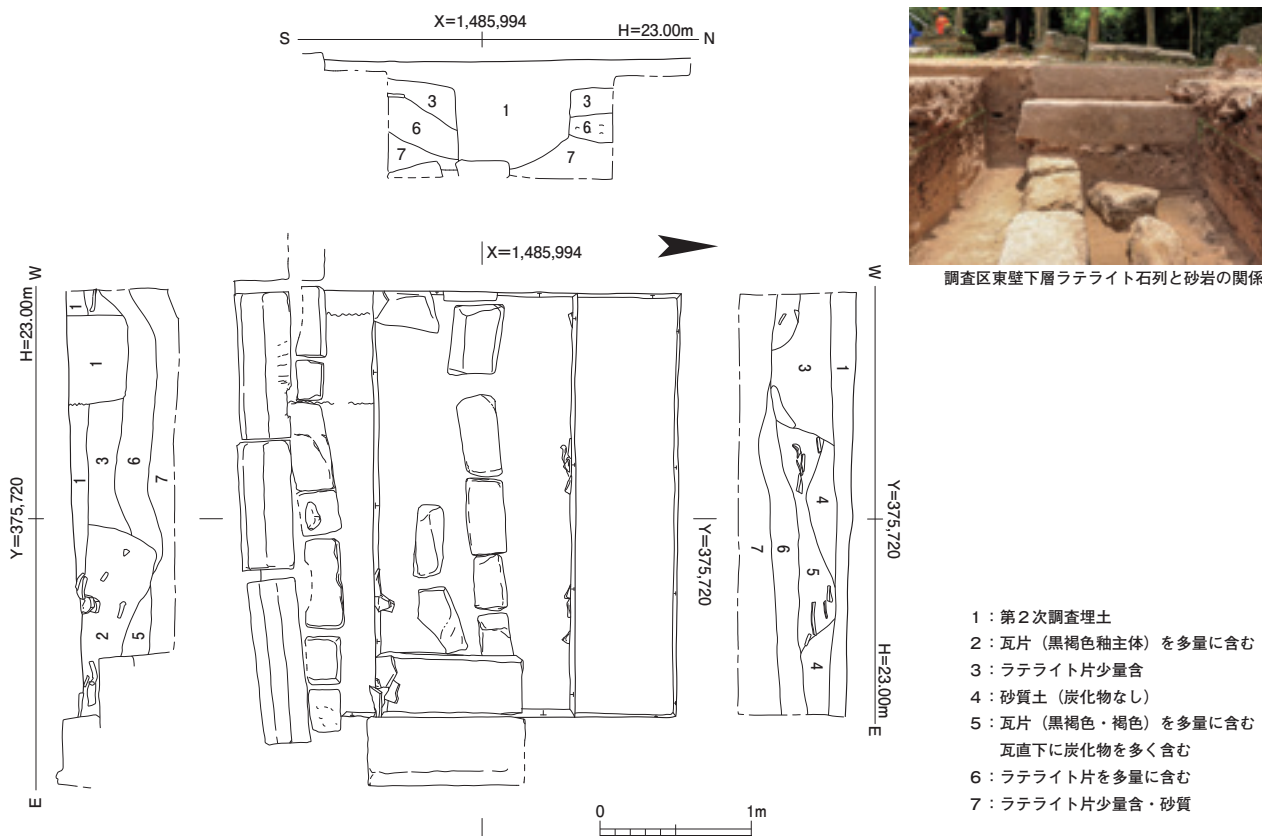 X=1,485,994
S
H=23.00m
N
3
1
3
6
6
7
7
調査区東壁下層ラテライト石列と砂岩の関係
X=1,485,994
W
H=23.00m
1
1
3
6
1
7
Y=375,720
2
5
E
Y=375,720
W
3
1
4
7
6
5
4
Y=375,720
H=23.00m
E
0
1m
1：第2次調査埋土
2：瓦片（黒褐色釉主体）を多量に含む
3：ラテライト片少量含
4：砂質土（炭化物なし）
5：瓦片（黒褐色・褐色）を多量に含む
瓦直下に炭化物を多く含む
6：ラテライト片を多量に含む
7：ラテライト片少量含・砂質